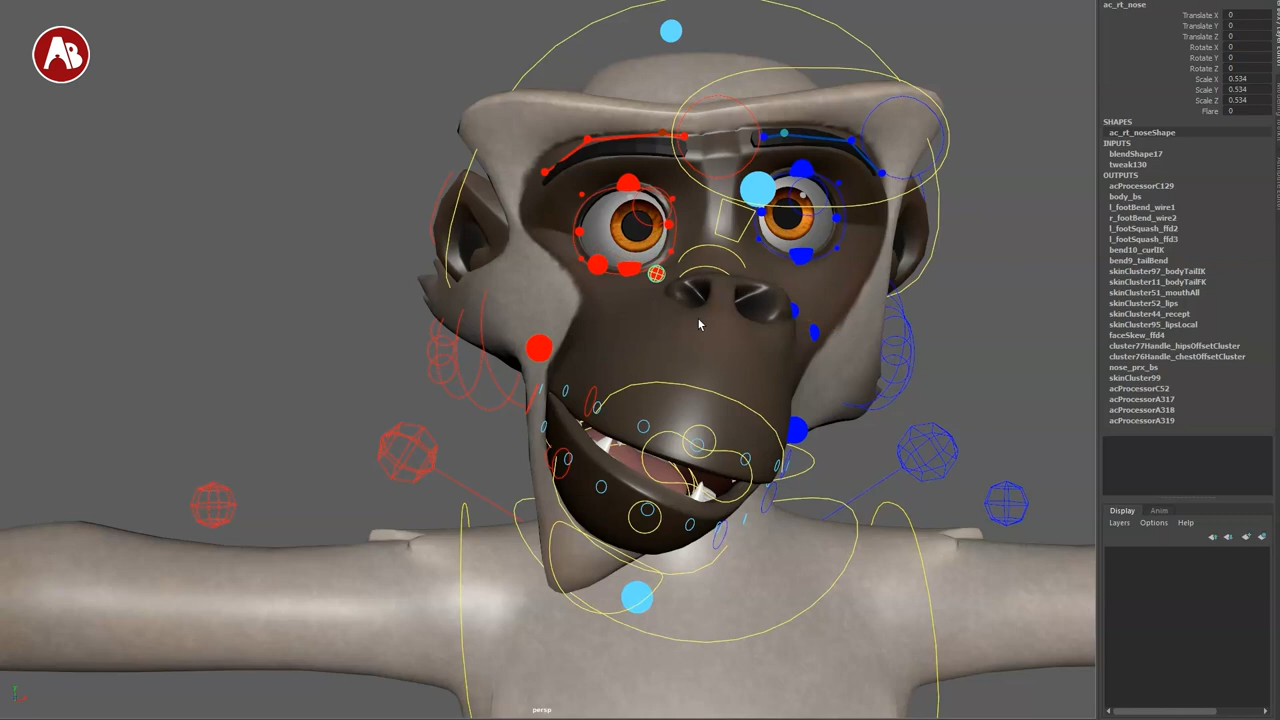 AB
ac_rt_nose
Translate X 0
Translate Y 0
Translate Z 0
Rotate X 0
Rotate Y 0
Rotate Z 0
Scale X 0.534
Scale Y 0.534
Scale Z 0.534
Flare 0
SHAPES
ac_rt_noseShape
INPUTS
blendShape17
tweak130
OUTPUTS
acProcessorC129
body_bs
l_footBend_wire1
r_footBend_wire2
l_footSquash_ffd2
l_footSquash_ffd3
bend10_curlIK
bend9_tailBend
skinCluster97_bodyTailIK
skinCluster11_bodyTailFK
skinCluster51_mouthAll
skinCluster52_lips
skinCluster44_recept
skinCluster95_lipsLocal
faceSkew_ffd4
cluster77Handle_hipsOffsetCluster
cluster76Handle_chestOffsetCluster
nose_prx_bs
skinCluster99
acProcessorC52
acProcessorA317
acProcessorA318
acProcessorA319
Display Anim
Layers Options Help
persp